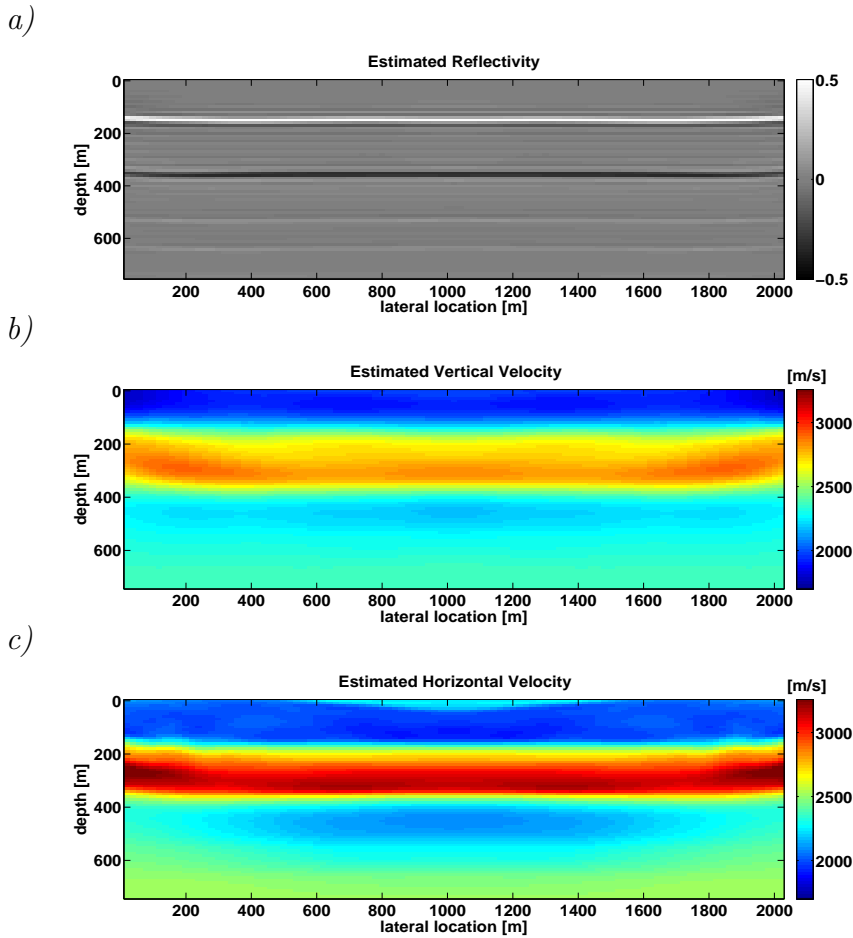 a)
Estimated Reflectivity
0
200
400
600
depth [m]
200 400 600 800 1000 1200 1400 1600 1800 2000
lateral location [m]
0.5
0
−0.5
b)
Estimated Vertical Velocity
[m/s]
0
200
400
600
depth [m]
200 400 600 800 1000 1200 1400 1600 1800 2000
lateral location [m]
3000
2500
2000
c)
Estimated Horizontal Velocity
[m/s]
0
200
400
600
depth [m]
200 400 600 800 1000 1200 1400 1600 1800 2000
lateral location [m]
3000
2500
2000